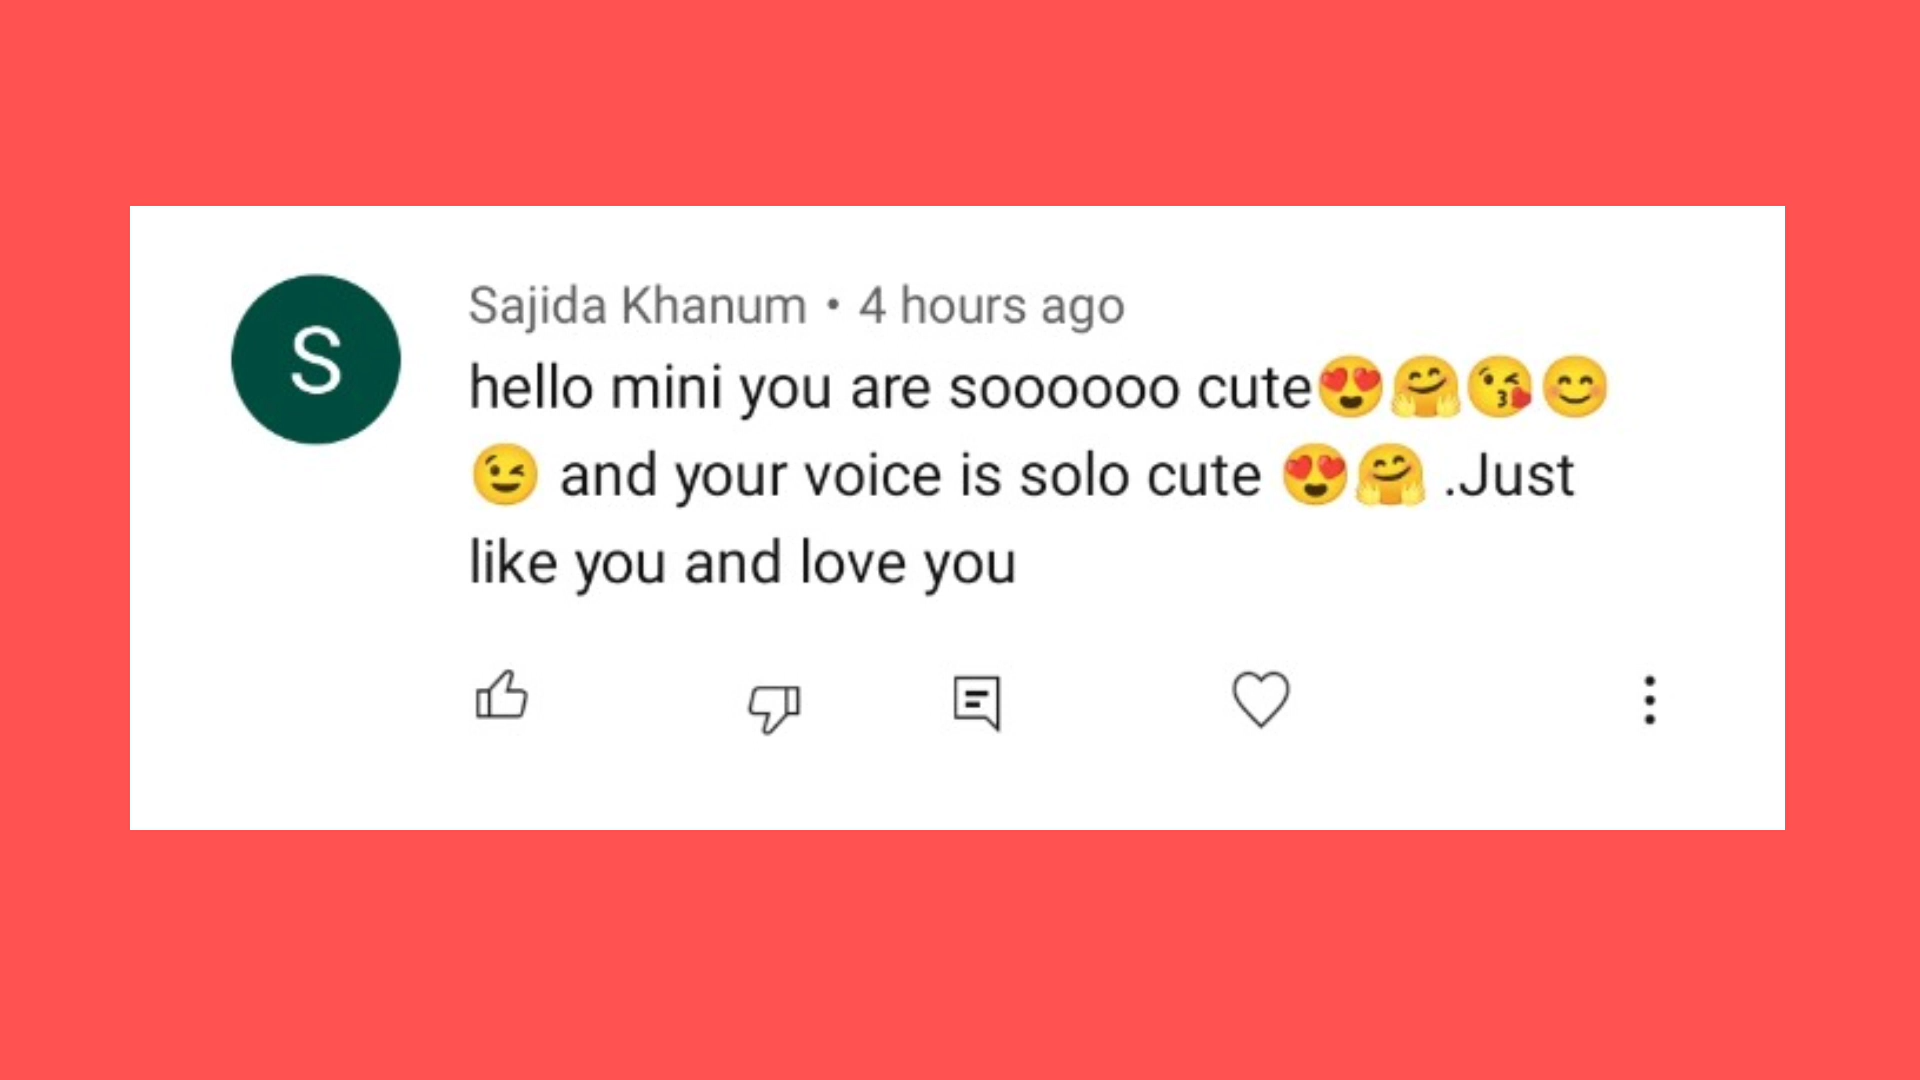 S
Sajida Khanum • 4 hours ago
hello mini you are soooooo cute😍🤗😘😊
😉 and your voice is solo cute 😍🤗 .Just
like you and love you